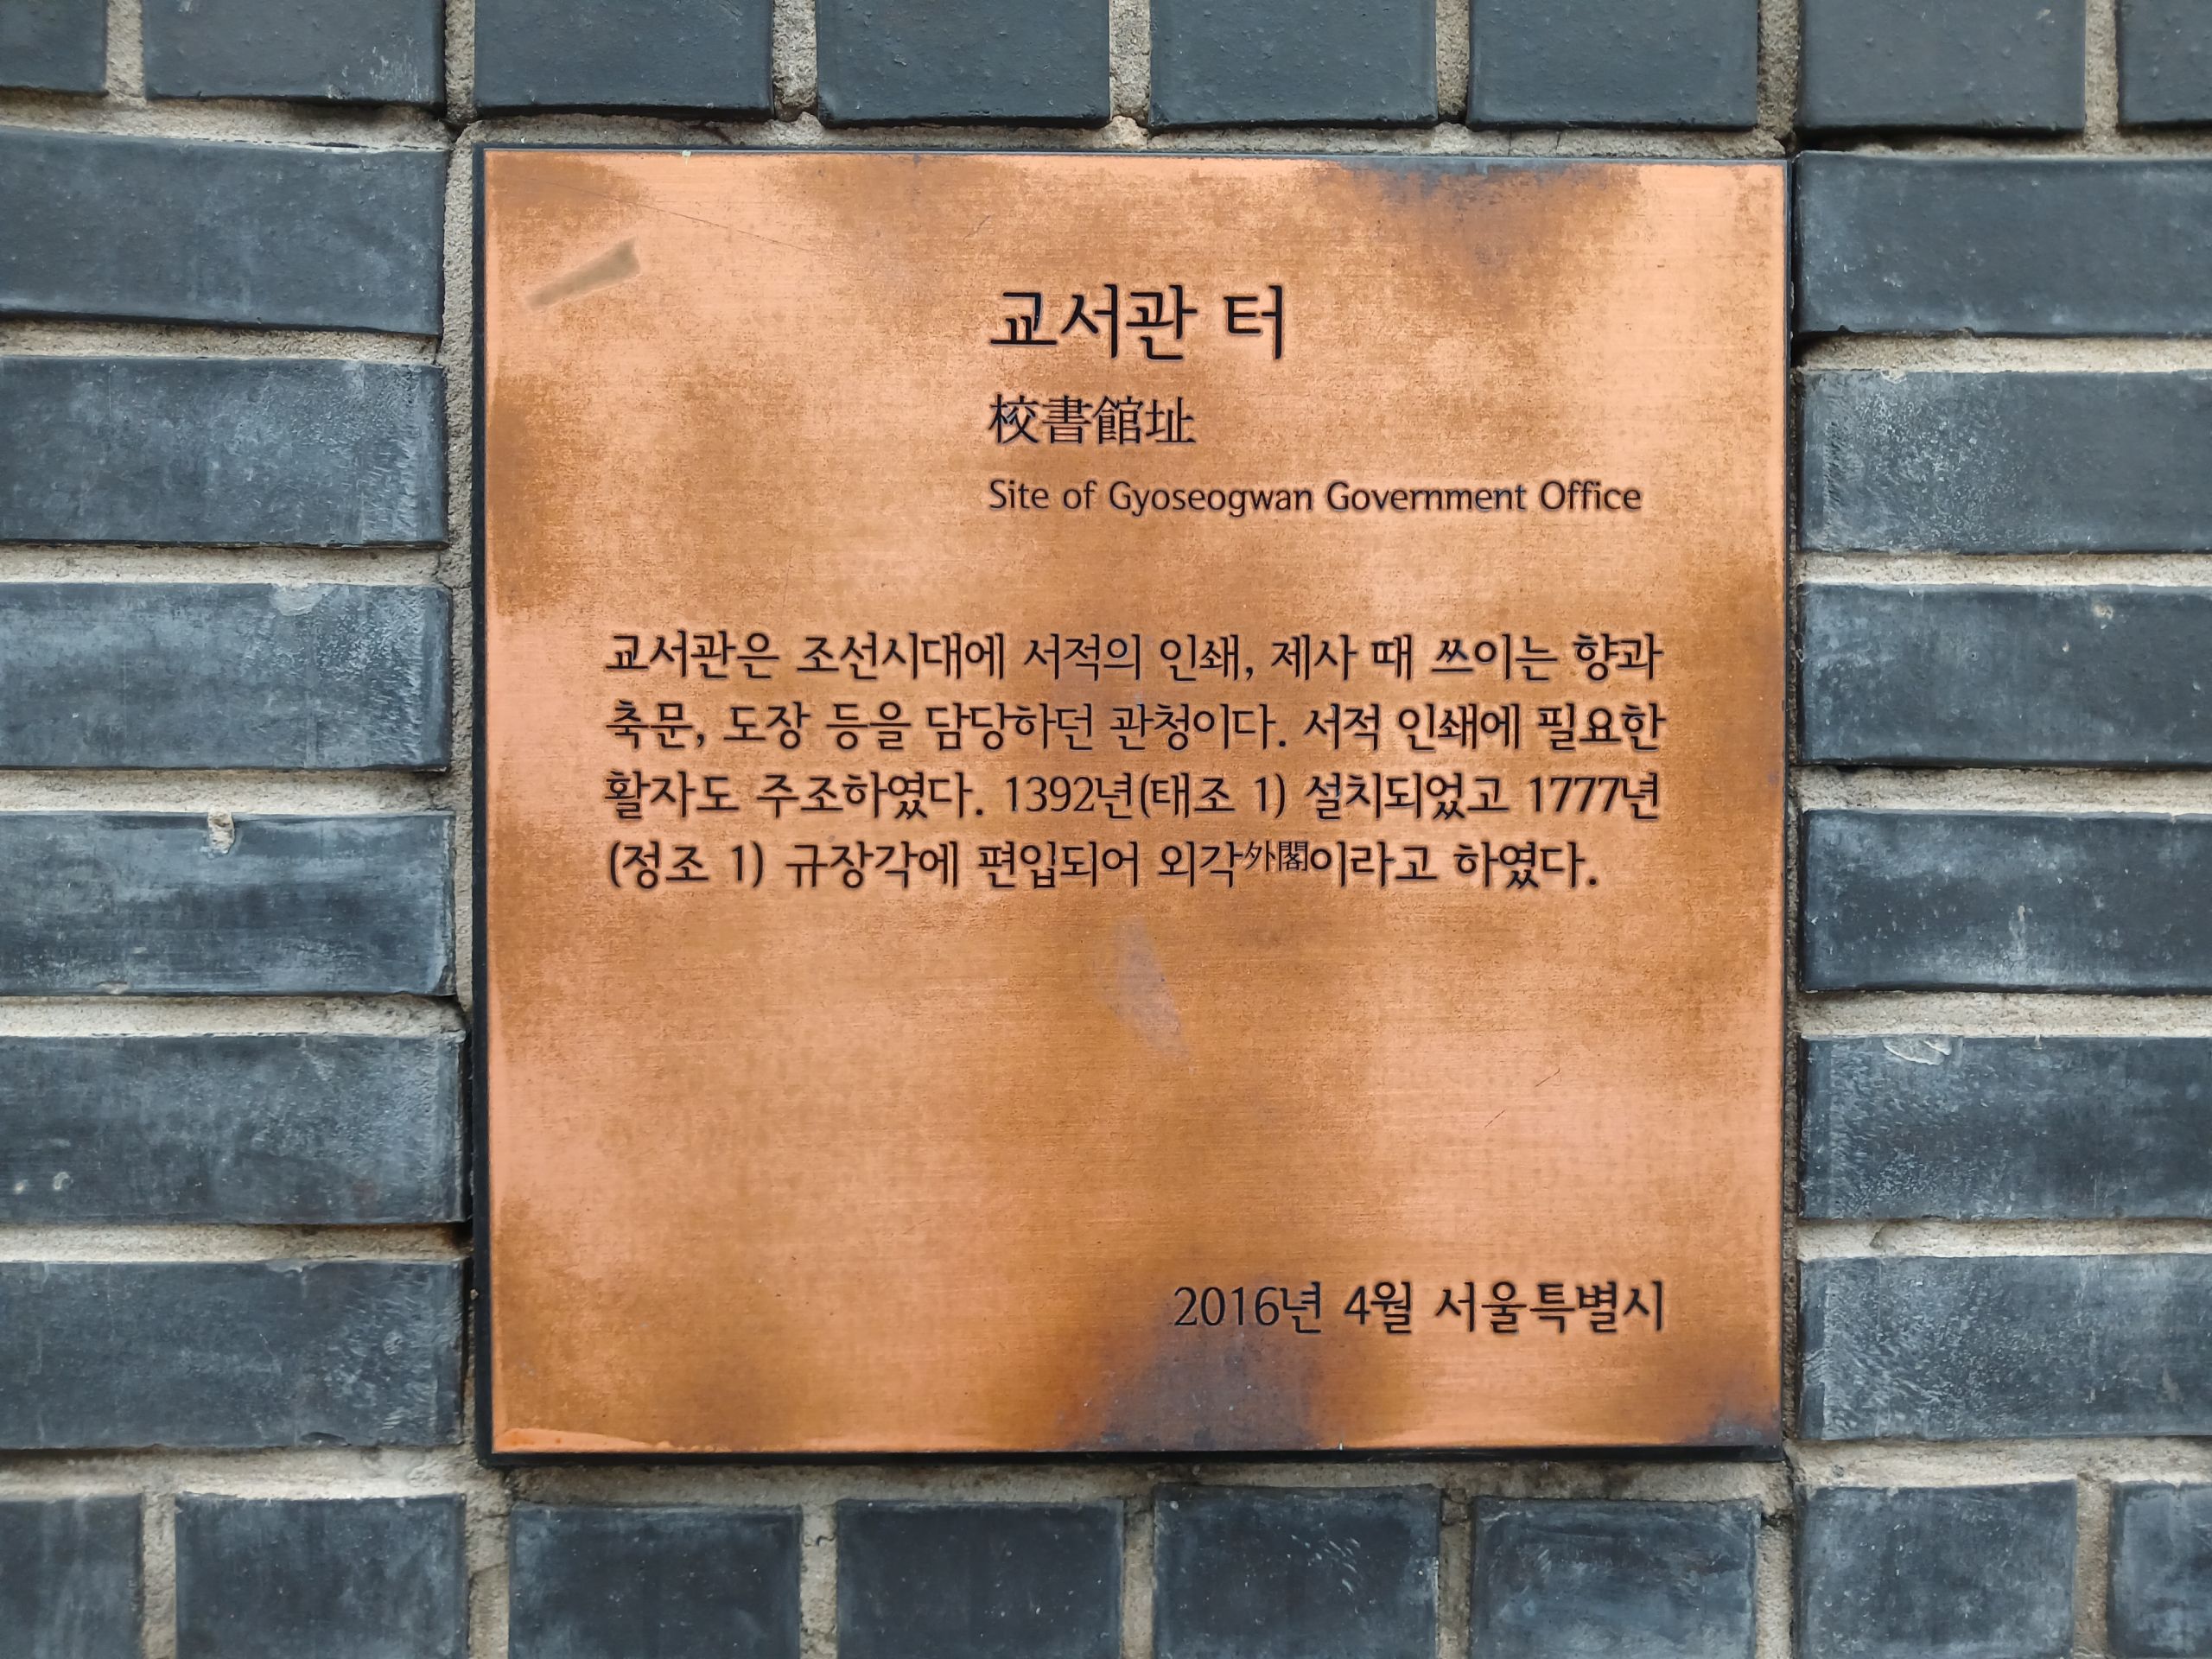 교서관 터
校書館址
Site of Gyoseogwan Government Office
교서관은 조선시대에 서적의 인쇄, 제사 때 쓰이는 향과
축문, 도장 등을 담당하던 관청이다. 서적 인쇄에 필요한
활자도 주조하였다. 1392년(태조 1) 설치되었고 1777년
(정조 1) 규장각에 편입되어 외각外閣이라고 하였다.
2016년 4월 서울특별시